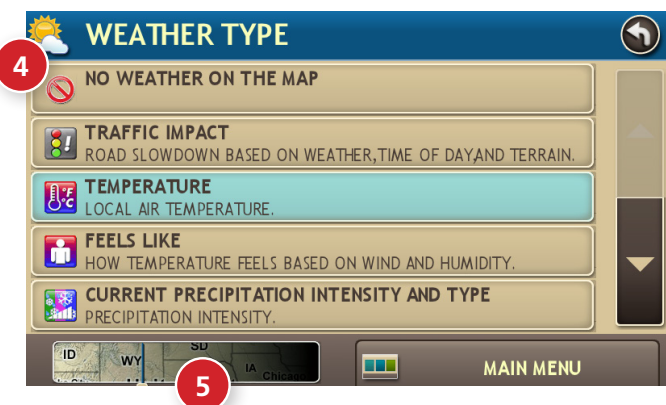 WEATHER TYPE
4
NO WEATHER ON THE MAP
TRAFFIC IMPACT
ROAD SLOWDOWN BASED ON WEATHER,TIME OF DAY,AND TERRAIN.
°F
°C
TEMPERATURE
LOCAL AIR TEMPERATURE.
FEELS LIKE
HOW TEMPERATURE FEELS BASED ON WIND AND HUMIDITY.
CURRENT PRECIPITATION INTENSITY AND TYPE
PRECIPITATION INTENSITY.
ID WY SD IA
5
MAIN MENU